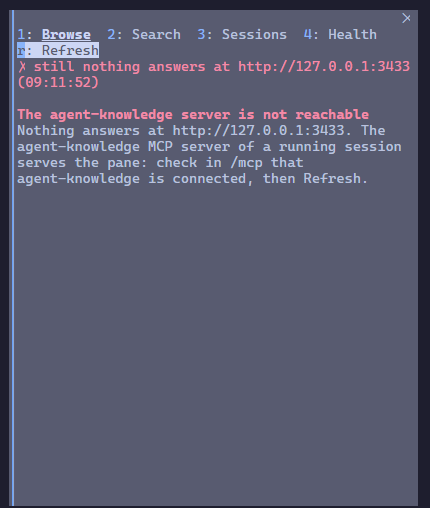 ×
1: Browse  2: Search  3: Sessions  4: Health
r: Refresh
✗ still nothing answers at http://127.0.0.1:3433
(09:11:52)
The agent-knowledge server is not reachable
Nothing answers at http://127.0.0.1:3433. The
agent-knowledge MCP server of a running session
serves the pane: check in /mcp that
agent-knowledge is connected, then Refresh.